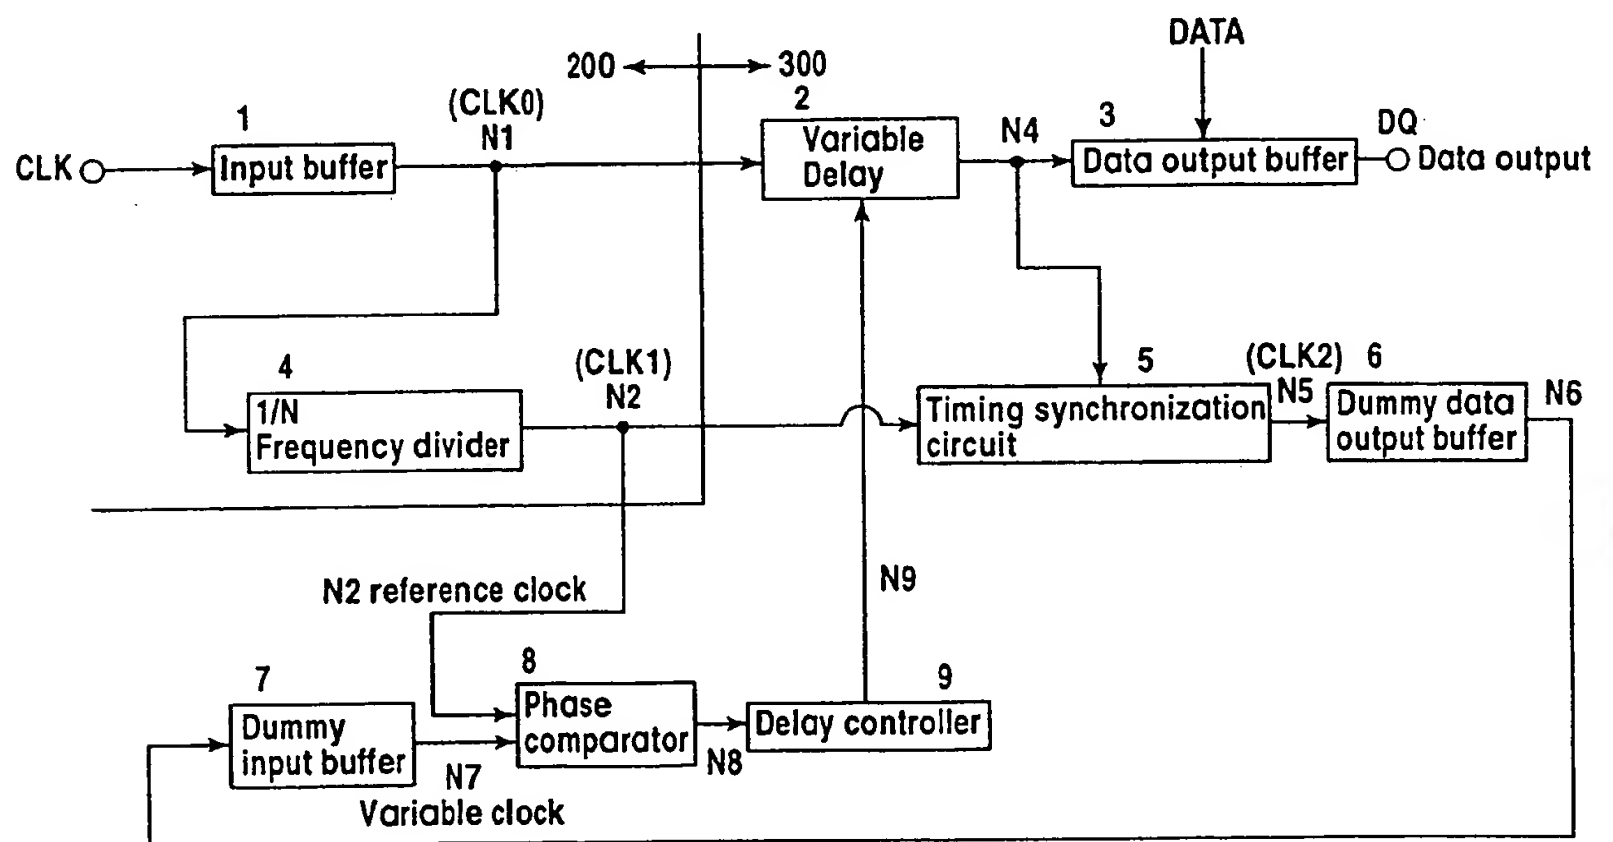 DATA
200
300
1
(CLK0)
N1
2
Variable
Delay
N4
3
DQ
CLK
Input buffer
Data output buffer
Data output
4
(CLK1)
N2
5
(CLK2)
N5
6
N6
1/N
Frequency divider
Timing synchronization
circuit
Dummy data
output buffer
N2 reference clock
N9
7
8
9
Dummy
input buffer
Phase
comparator
Delay controller
N7
N8
Variable clock